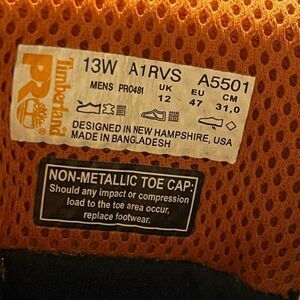 Timberland
PRO
13W A1RVS A5501
MENS PRO481 UK EU CM
12 47 31,0
DESIGNED IN NEW HAMPSHIRE, USA
MADE IN BANGLADESH
NON-METALLIC TOE CAP:
Should any impact or compression
load to the toe area occur,
replace footwear.